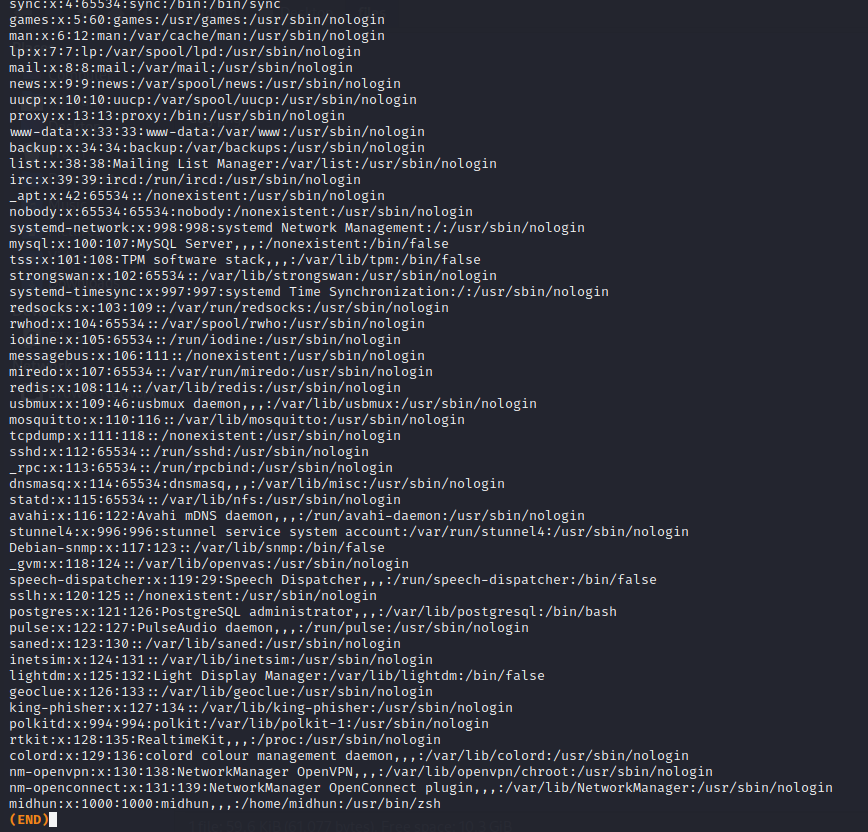 sync:x:4:65534:sync:/bin:/bin/sync
games:x:5:60:games:/usr/games:/usr/sbin/nologin
man:x:6:12:man:/var/cache/man:/usr/sbin/nologin
lp:x:7:7:lp:/var/spool/lpd:/usr/sbin/nologin
mail:x:8:8:mail:/var/mail:/usr/sbin/nologin
news:x:9:9:news:/var/spool/news:/usr/sbin/nologin
uucp:x:10:10:uucp:/var/spool/uucp:/usr/sbin/nologin
proxy:x:13:13:proxy:/bin:/usr/sbin/nologin
www-data:x:33:33:www-data:/var/www:/usr/sbin/nologin
backup:x:34:34:backup:/var/backups:/usr/sbin/nologin
list:x:38:38:Mailing List Manager:/var/list:/usr/sbin/nologin
irc:x:39:39:ircd:/run/ircd:/usr/sbin/nologin
_apt:x:42:65534::/nonexistent:/usr/sbin/nologin
nobody:x:65534:65534:nobody:/nonexistent:/usr/sbin/nologin
systemd-network:x:998:998:systemd Network Management:/:/usr/sbin/nologin
mysql:x:100:107:MySQL Server,,,:/nonexistent:/bin/false
tss:x:101:108:TPM software stack,,,:/var/lib/tpm:/bin/false
strongswan:x:102:65534::/var/lib/strongswan:/usr/sbin/nologin
systemd-timesync:x:997:997:systemd Time Synchronization:/:/usr/sbin/nologin
redsocks:x:103:109::/var/run/redsocks:/usr/sbin/nologin
rwhod:x:104:65534::/var/spool/rwho:/usr/sbin/nologin
iodine:x:105:65534::/run/iodine:/usr/sbin/nologin
messagebus:x:106:111::/nonexistent:/usr/sbin/nologin
miredo:x:107:65534::/var/run/miredo:/usr/sbin/nologin
redis:x:108:114::/var/lib/redis:/usr/sbin/nologin
usbmux:x:109:46:usbmux daemon,,,:/var/lib/usbmux:/usr/sbin/nologin
mosquitto:x:110:116::/var/lib/mosquitto:/usr/sbin/nologin
tcpdump:x:111:118::/nonexistent:/usr/sbin/nologin
sshd:x:112:65534::/run/sshd:/usr/sbin/nologin
_rpc:x:113:65534::/run/rpcbind:/usr/sbin/nologin
dnsmasq:x:114:65534:dnsmasq,,,:/var/lib/misc:/usr/sbin/nologin
statd:x:115:65534::/var/lib/nfs:/usr/sbin/nologin
avahi:x:116:122:Avahi mDNS daemon,,,:/run/avahi-daemon:/usr/sbin/nologin
stunnel4:x:996:996:stunnel service system account:/var/run/stunnel4:/usr/sbin/nologin
Debian-snmp:x:117:123::/var/lib/snmp:/bin/false
_gvm:x:118:124::/var/lib/openvas:/usr/sbin/nologin
speech-dispatcher:x:119:29:Speech Dispatcher,,,:/run/speech-dispatcher:/bin/false
sslh:x:120:125::/nonexistent:/usr/sbin/nologin
postgres:x:121:126:PostgreSQL administrator,,,:/var/lib/postgresql:/bin/bash
pulse:x:122:127:PulseAudio daemon,,,:/run/pulse:/usr/sbin/nologin
saned:x:123:130::/var/lib/saned:/usr/sbin/nologin
inetsim:x:124:131::/var/lib/inetsim:/usr/sbin/nologin
lightdm:x:125:132:Light Display Manager:/var/lib/lightdm:/bin/false
geoclue:x:126:133::/var/lib/geoclue:/usr/sbin/nologin
king-phisher:x:127:134::/var/lib/king-phisher:/usr/sbin/nologin
polkitd:x:994:994:polkit:/var/lib/polkit-1:/usr/sbin/nologin
rtkit:x:128:135:RealtimeKit,,,:/proc:/usr/sbin/nologin
colord:x:129:136:colord colour management daemon,,,:/var/lib/colord:/usr/sbin/nologin
nm-openvpn:x:130:138:NetworkManager OpenVPN,,,:/var/lib/openvpn/chroot:/usr/sbin/nologin
nm-openconnect:x:131:139:NetworkManager OpenConnect plugin,,,:/var/lib/NetworkManager:/usr/sbin/nologin
midhun:x:1000:1000:midhun,,,:/home/midhun:/usr/bin/zsh
(END)